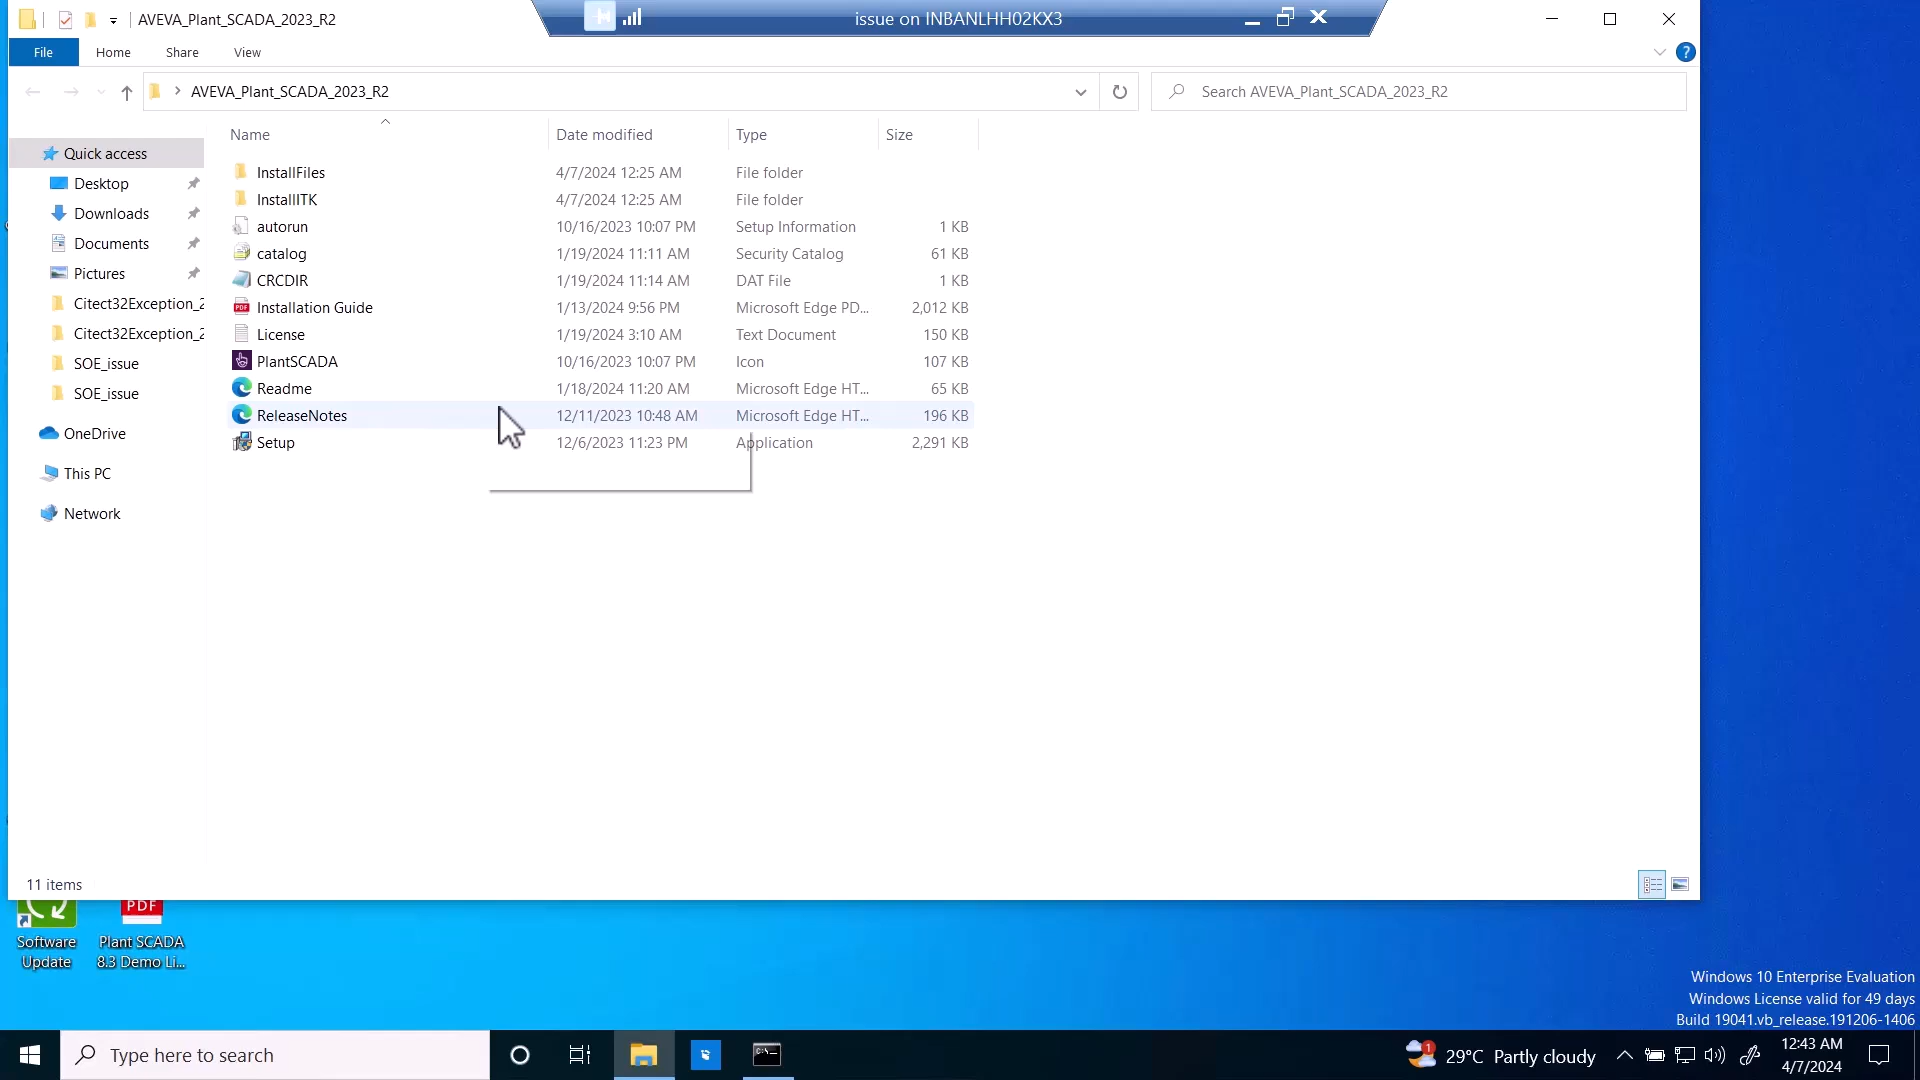 AVEVA_Plant_SCADA_2023_R2
issue on INBANLHH02KX3
File Home Share View
AVEVA_Plant_SCADA_2023_R2
Search AVEVA_Plant_SCADA_2023_R2
Name Date modified Type Size
Quick access
Desktop
Downloads
Documents
Pictures
Citect32Exception_2
Citect32Exception_2
SOE_issue
SOE_issue
OneDrive
This PC
Network
InstallFiles 4/7/2024 12:25 AM File folder
InstallITK 4/7/2024 12:25 AM File folder
autorun 10/16/2023 10:07 PM Setup Information 1 KB
catalog 1/19/2024 11:11 AM Security Catalog 61 KB
CRCDIR 1/19/2024 11:14 AM DAT File 1 KB
Installation Guide 1/13/2024 9:56 PM Microsoft Edge PD... 2,012 KB
License 1/19/2024 3:10 AM Text Document 150 KB
PlantSCADA 10/16/2023 10:07 PM Icon 107 KB
Readme 1/18/2024 11:20 AM Microsoft Edge HT... 65 KB
ReleaseNotes 12/11/2023 10:48 AM Microsoft Edge HT... 196 KB
Setup 12/6/2023 11:23 PM Application 2,291 KB
11 items
PDF
Software
Update
Plant SCADA
8.3 Demo Li...
Windows 10 Enterprise Evaluation
Windows License valid for 49 days
Build 19041.vb_release.191206-1406
Type here to search
1
29°C Partly cloudy
12:43 AM
4/7/2024